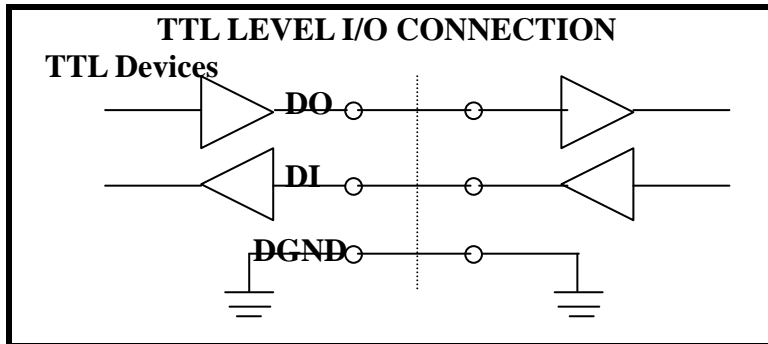 TTL LEVEL I/O CONNECTION
TTL Devices
DO
DI
DGND